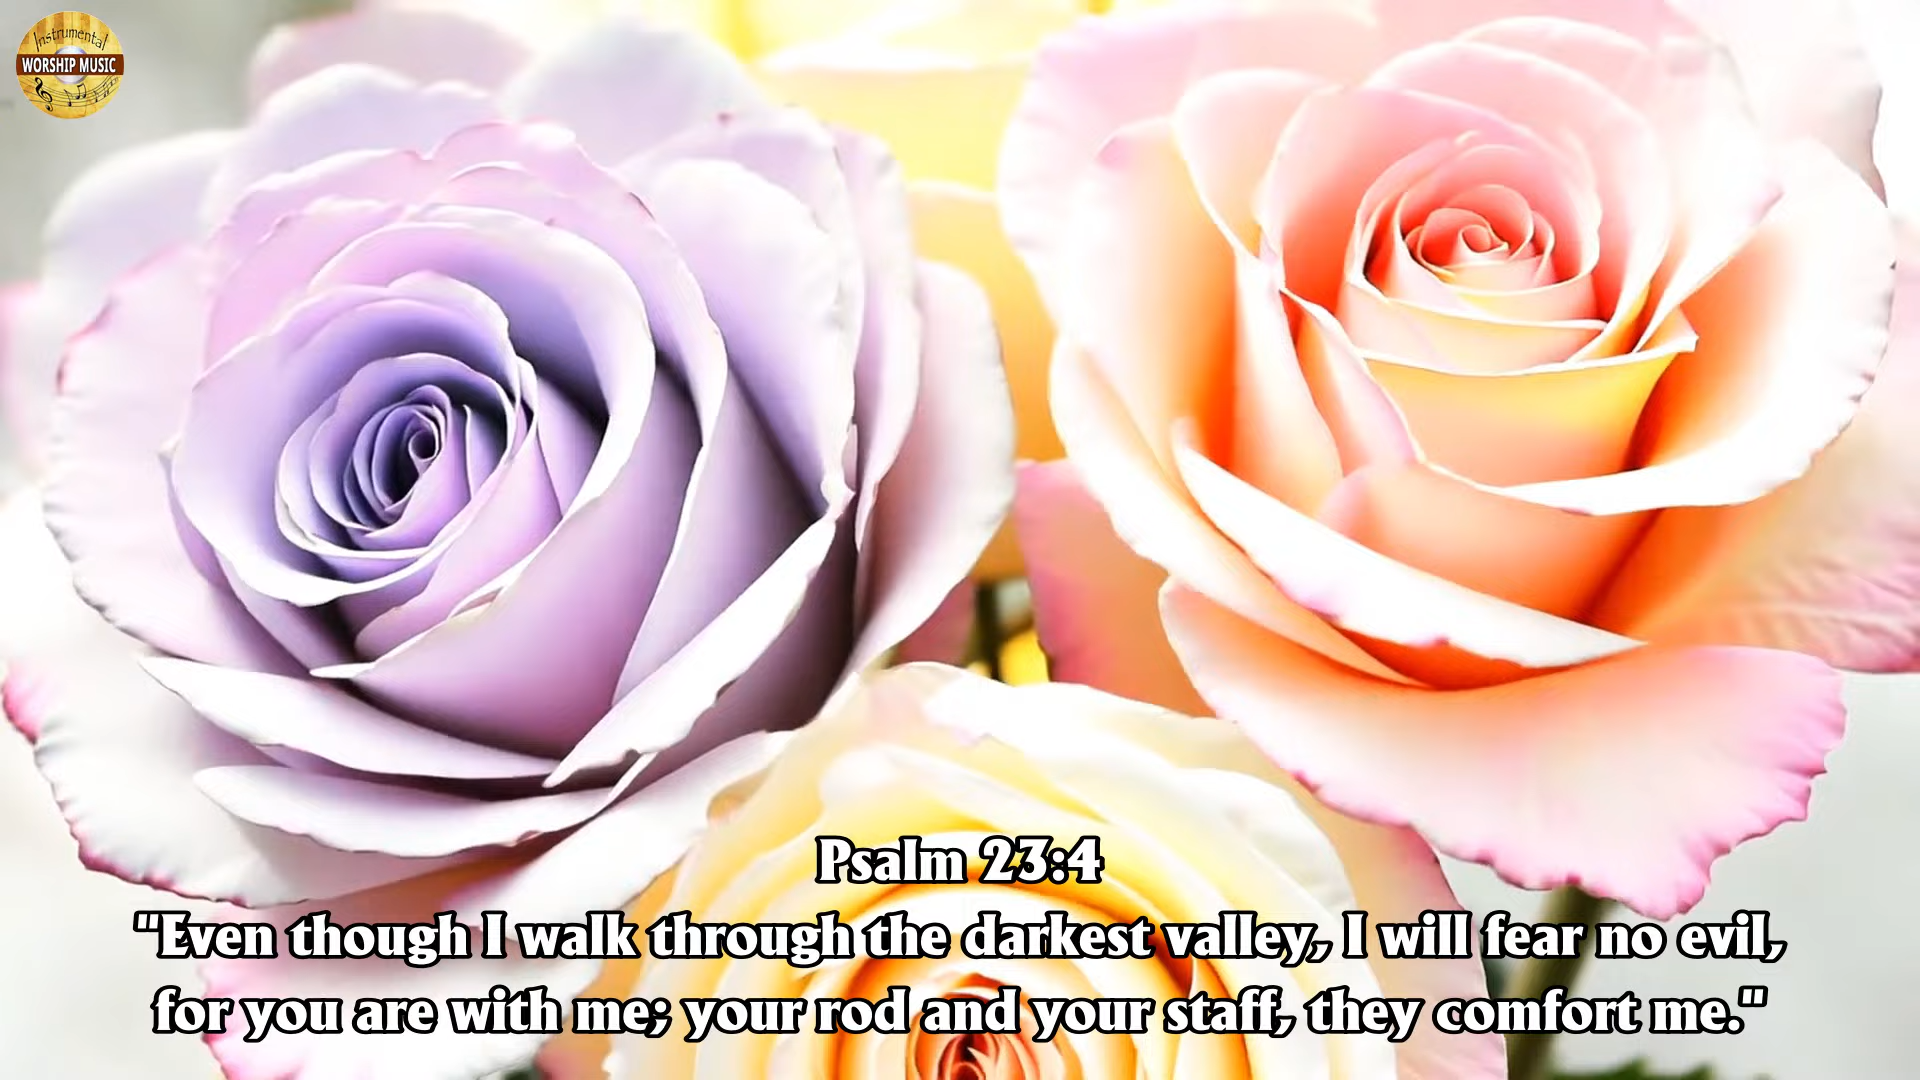 Instrumental
WORSHIP MUSIC
Psalm 23:4
"Even though I walk through the darkest valley, I will fear no evil,
for you are with me; your rod and your staff, they comfort me."